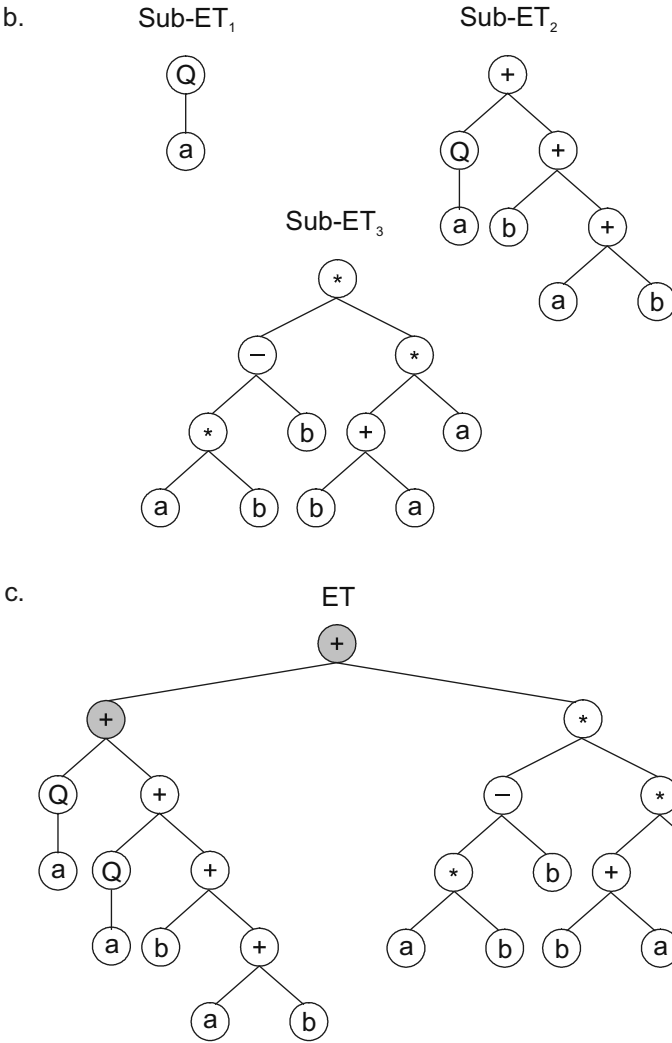 b. Sub-ET₁ Sub-ET₂
Q +
a Q +
a b +
Sub-ET₃
a b
*
− *
* b + a
a b b a
c. ET
+
+ *
Q + − *
a Q + * b +
a b + a b b a
a b